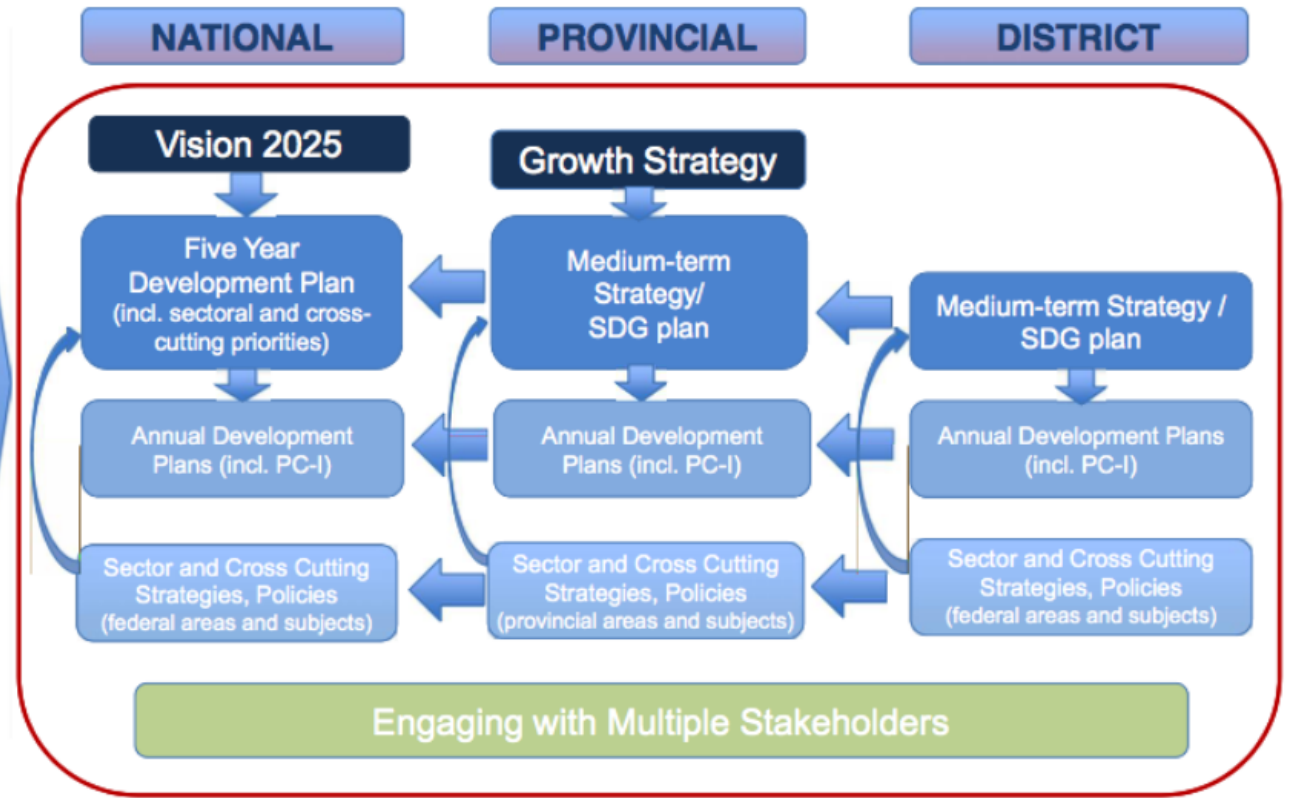 NATIONAL
PROVINCIAL
DISTRICT
Vision 2025
Growth Strategy
Five Year
Development Plan
(incl. sectoral and cross-
cutting priorities)
Medium-term
Strategy/
SDG plan
Medium-term Strategy /
SDG plan
Annual Development
Plans (incl. PC-I)
Annual Development
Plans (incl. PC-I)
Annual Development Plans
(incl. PC-I)
Sector and Cross Cutting
Strategies, Policies
(federal areas and subjects)
Sector and Cross Cutting
Strategies, Policies
(provincial areas and subjects)
Sector and Cross Cutting
Strategies, Policies
(federal areas and subjects)
Engaging with Multiple Stakeholders